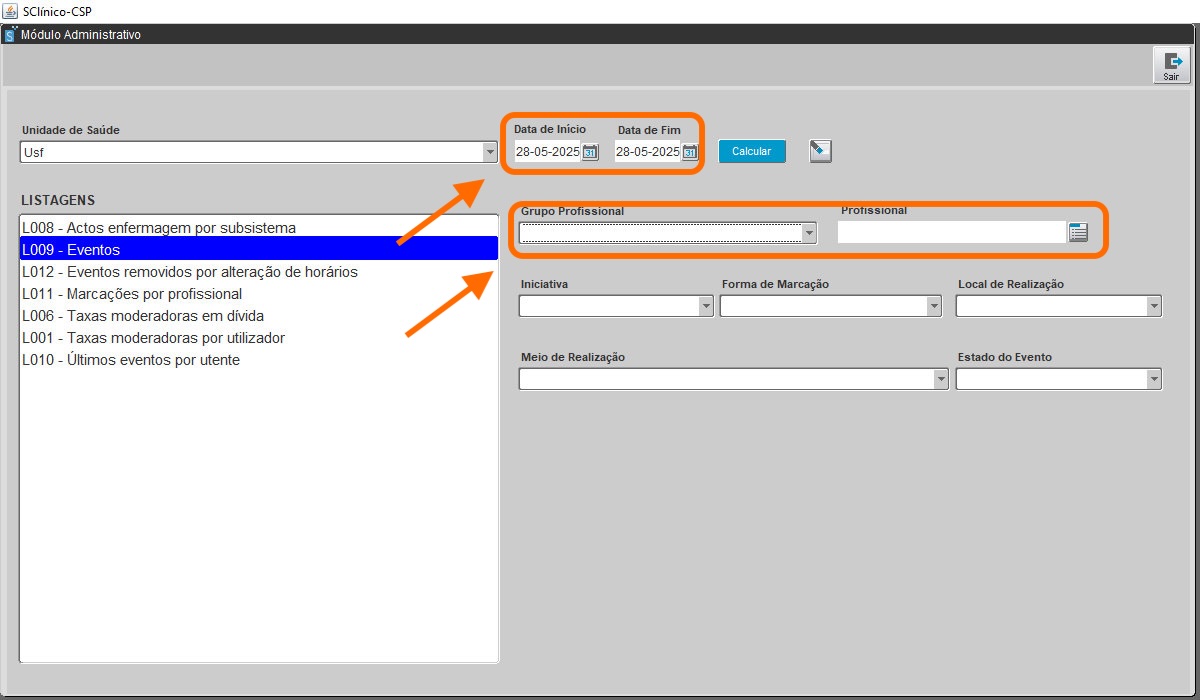 SClínico-CSP
Módulo Administrativo
Sair
Unidade de Saúde
Usf
Data de Início
Data de Fim
28-05-2025
31
28-05-2025
31
Calcular
LISTAGENS
L008 - Actos enfermagem por subsistema
L009 - Eventos
L012 - Eventos removidos por alteração de horários
L011 - Marcações por profissional
L006 - Taxas moderadoras em dívida
L001 - Taxas moderadoras por utilizador
L010 - Últimos eventos por utente
Grupo Profissional
Profissional
Iniciativa
Forma de Marcação
Local de Realização
Meio de Realização
Estado do Evento